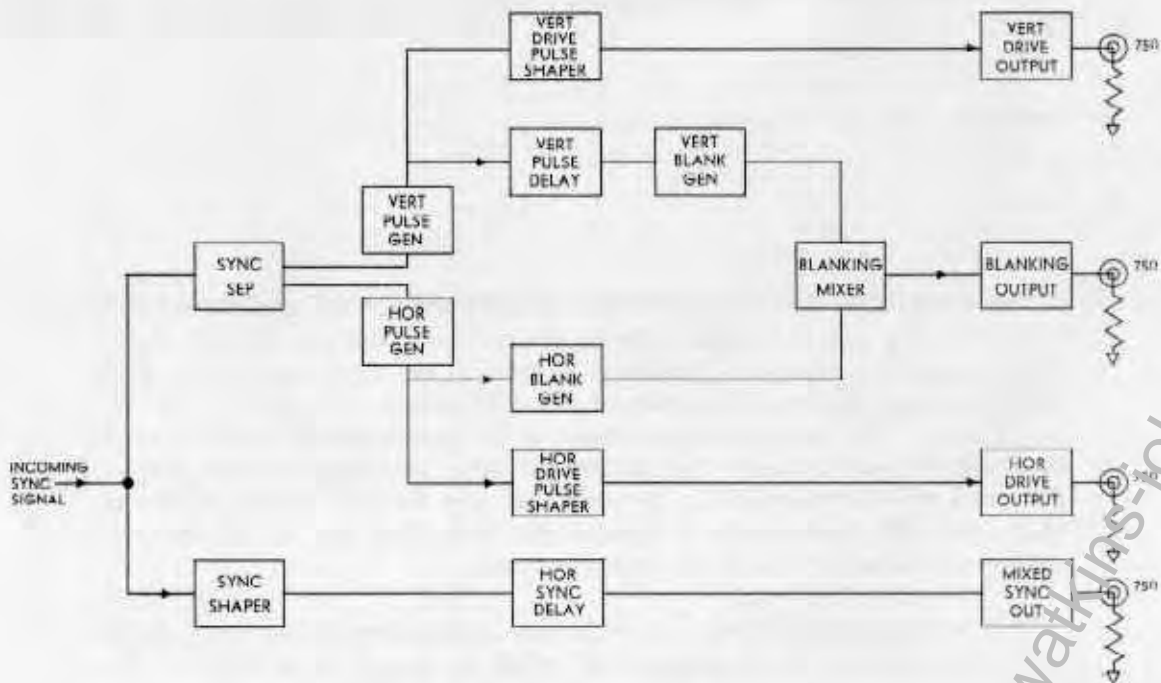 VERT
DRIVE
PULSE
SHAPER
VERT
DRIVE
OUTPUT
75Ω
VERT
PULSE
DELAY
VERT
BLANK
GEN
VERT
PULSE
GEN
SYNC
SEP
BLANKING
MIXER
BLANKING
OUTPUT
75Ω
HOR
PULSE
GEN
HOR
BLANK
GEN
INCOMING
SYNC
SIGNAL
HOR
DRIVE
PULSE
SHAPER
HOR
DRIVE
OUTPUT
75Ω
SYNC
SHAPER
HOR
SYNC
DELAY
MIXED
SYNC
OUT
75Ω
watkins-jo